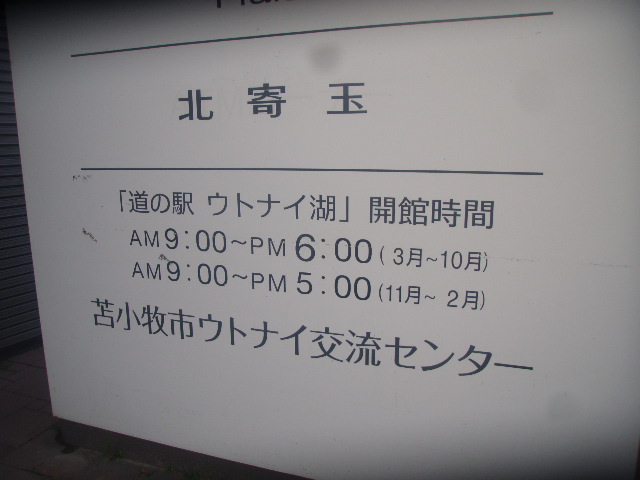 北寄玉
「道の駅 ウトナイ湖」開館時間
AM9:00~PM6:00(3月~10月)
AM9:00~PM5:00(11月~2月)
苫小牧市ウトナイ交流センター